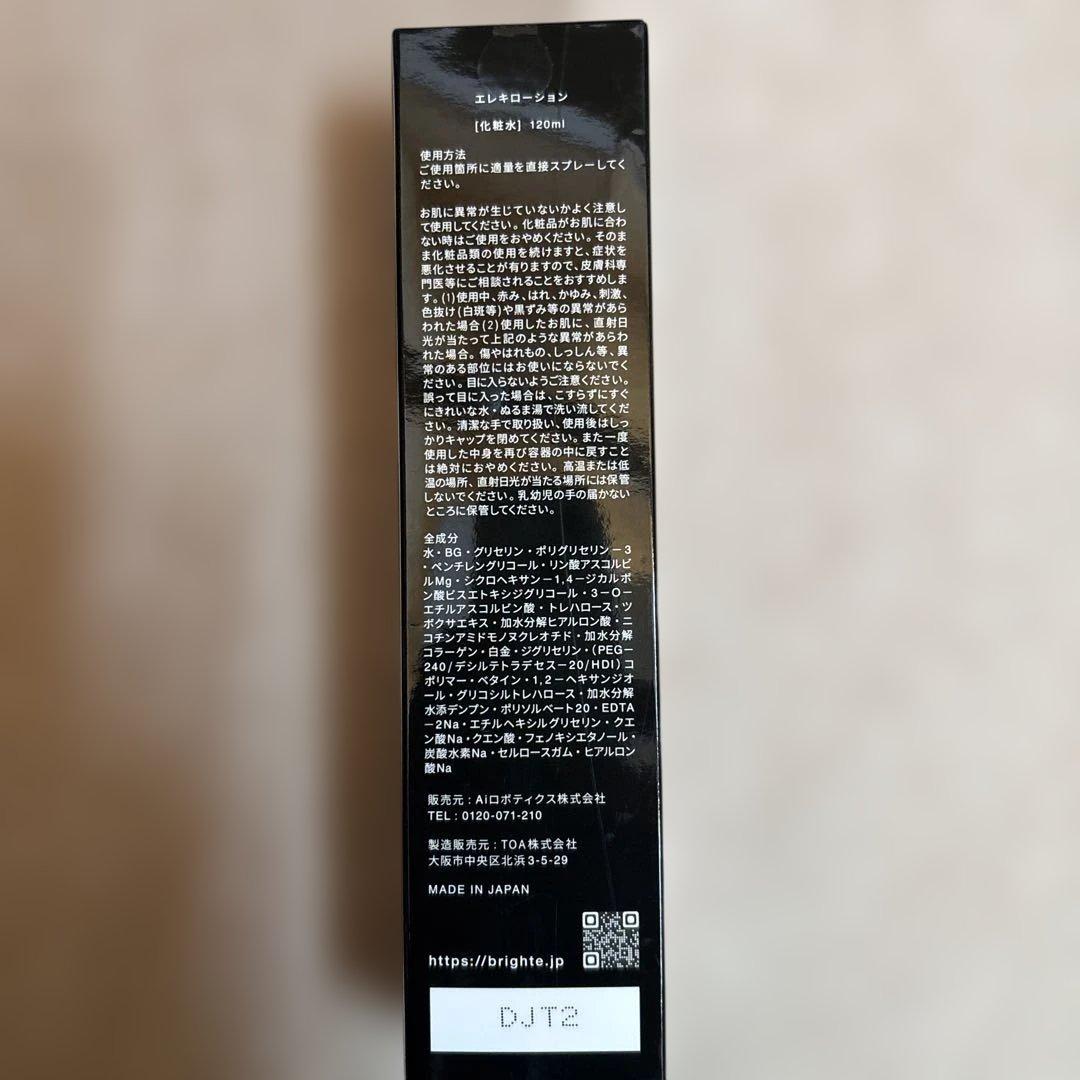 エレキローション
[化粧水] 120ml
使用方法
ご使用箇所に適量を直接スプレーしてく
ださい。
お肌に異常が生じていないかよく注意し
て使用してください。化粧品がお肌に合わ
ない時はご使用をおやめください。そのま
ま化粧品類の使用を続けますと、症状を
悪化させることが有りますので、皮膚科専
門医等にご相談されることをおすすめしま
す。(1)使用中、赤み、はれ、かゆみ、刺激、
色抜け(白斑等)や黒ずみ等の異常があら
われた場合(2)使用したお肌に、直射日
光が当たって上記のような異常があらわ
れた場合。傷やはれもの、しっしん等、異
常のある部位にはお使いにならないでく
ださい。目に入らないようご注意ください。
誤って目に入った場合は、こすらずにすぐ
にきれいな水・ぬるま湯で洗い流してくだ
さい。清潔な手で取り扱い、使用後はしっ
かりキャップを閉めてください。また一度
使用した中身を再び容器の中に戻すこと
は絶対におやめください。高温または低
温の場所、直射日光が当たる場所には保管
しないでください。乳幼児の手の届かない
ところに保管してください。
全成分
水・BG・グリセリン・ポリグリセリン-3
・ペンチレングリコール・リン酸アスコルビ
ルMg・シクロヘキサン-1,4-ジカルボ
ン酸ビスエトキシジグリコール・3-O-
エチルアスコルビン酸・トレハロース・ツ
ボクサエキス・加水分解ヒアルロン酸・ニ
コチンアミドモノヌクレオチド・加水分解
コラーゲン・白金・ジグリセリン・(PEG-
240/デシルテトラデセス-20/HDI)コ
ポリマー・ベタイン・1,2-ヘキサンジオ
ール・グリコシルトレハロース・加水分解
水添デンプン・ポリソルベート20・EDTA
-2Na・エチルヘキシルグリセリン・クエ
ン酸Na・クエン酸・フェノキシエタノール・
炭酸水素Na・セルロースガム・ヒアルロン
酸Na
販売元：Aiロボティクス株式会社
TEL：0120-071-210
製造販売元：TOA株式会社
大阪市中央区北浜3-5-29
MADE IN JAPAN
https://brighte.jp
DJT2